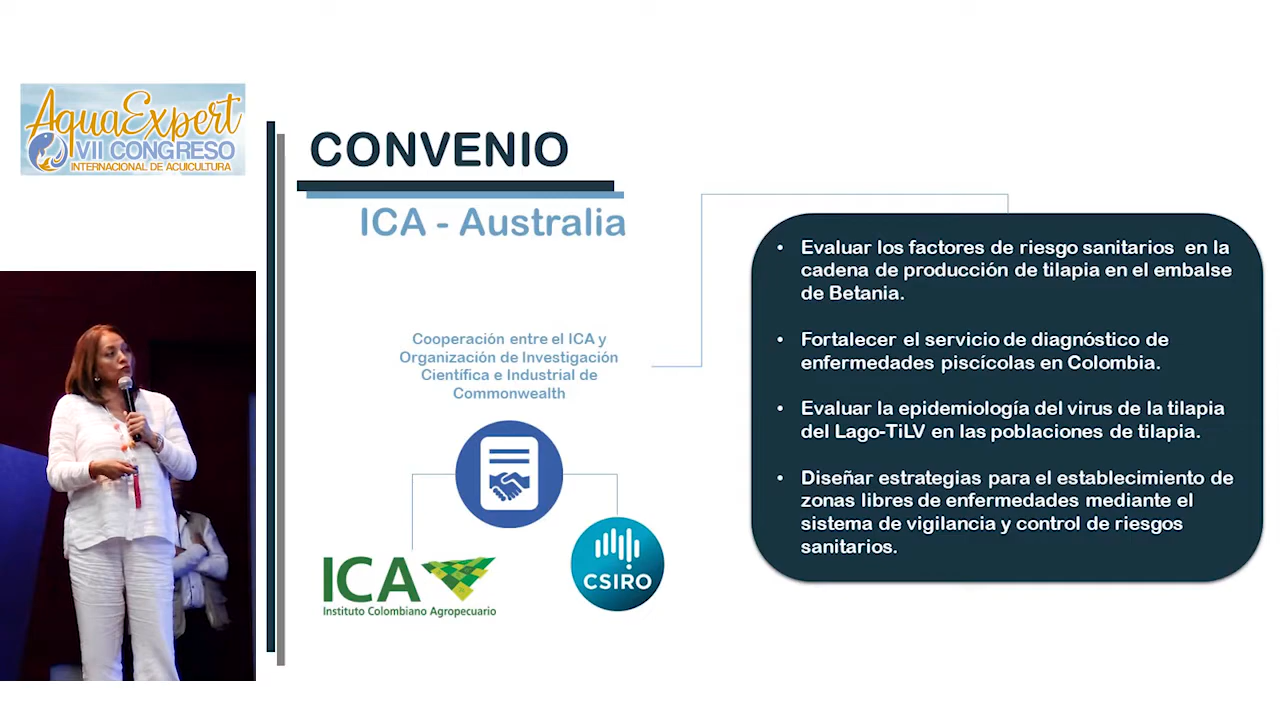 AquaExpert
VII CONGRESO
INTERNACIONAL DE ACUICULTURA
CONVENIO
ICA - Australia
Cooperación entre el ICA y
Organización de Investigación
Científica e Industrial de
Commonwealth
ICA
Instituto Colombiano Agropecuario
CSIRO
• Evaluar los factores de riesgo sanitarios en la
cadena de producción de tilapia en el embalse
de Betania.
• Fortalecer el servicio de diagnóstico de
enfermedades piscícolas en Colombia.
• Evaluar la epidemiología del virus de la tilapia
del Lago-TiLV en las poblaciones de tilapia.
• Diseñar estrategias para el establecimiento de
zonas libres de enfermedades mediante el
sistema de vigilancia y control de riesgos
sanitarios.